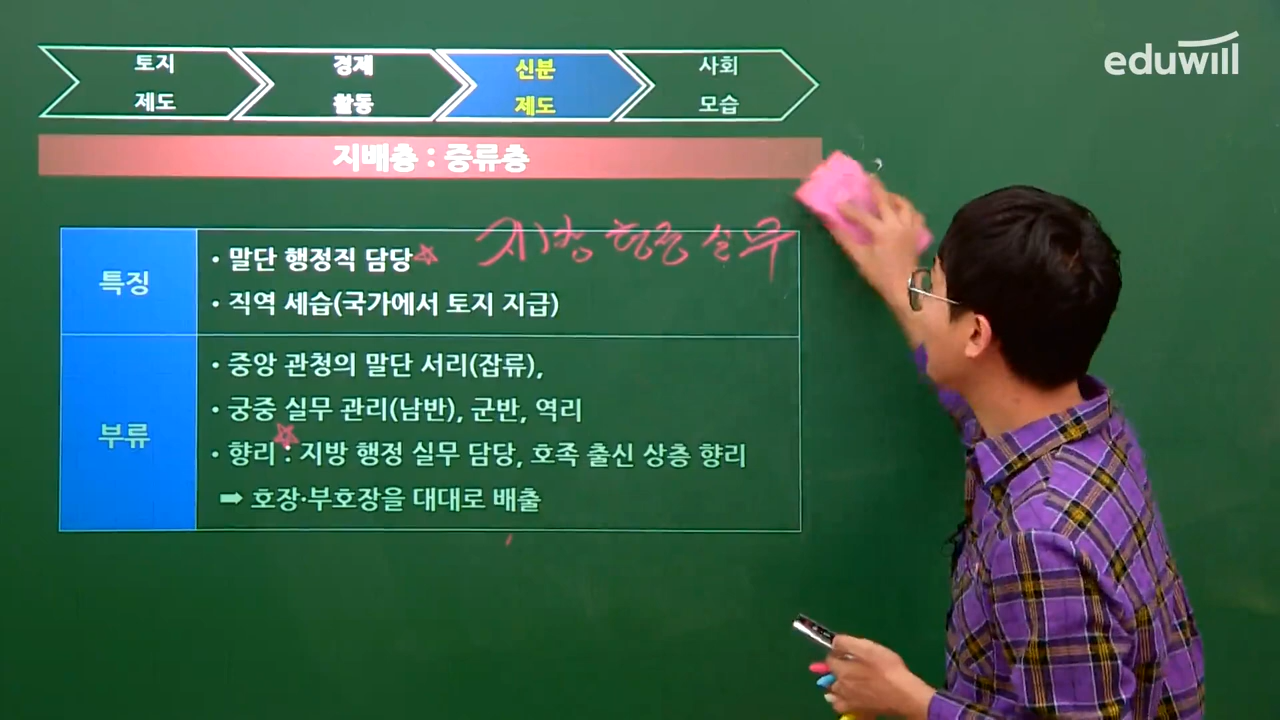 eduwill
토지 제도
경제 활동
신분 제도
사회 모습
지배층 : 중류층
특징
• 말단 행정직 담당☆ 지방 행정 실무
• 직역 세습(국가에서 토지 지급)
부류
• 중앙 관청의 말단 서리(잡류),
• 궁중 실무 관리(남반), 군반, 역리
• 향리 : 지방 행정 실무 담당, 호족 출신 상층 향리
➡ 호장·부호장을 대대로 배출